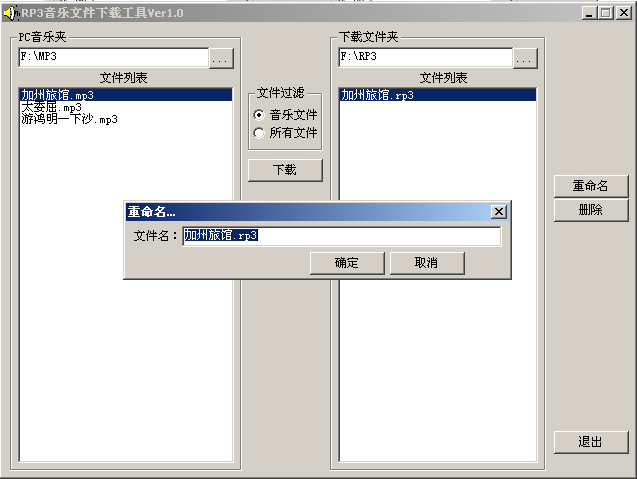 RP3音乐文件下载工具Ver1.0
PC音乐夹
F:\MP3
...
文件列表
加州旅馆.mp3
太委屈.mp3
游鸿明一下沙.mp3
文件过滤
音乐文件
所有文件
下载
下载文件夹
F:\RP3
...
文件列表
加州旅馆.rp3
重命名
删除
退出
重命名...
文件名：
加州旅馆.rp3
确定
取消